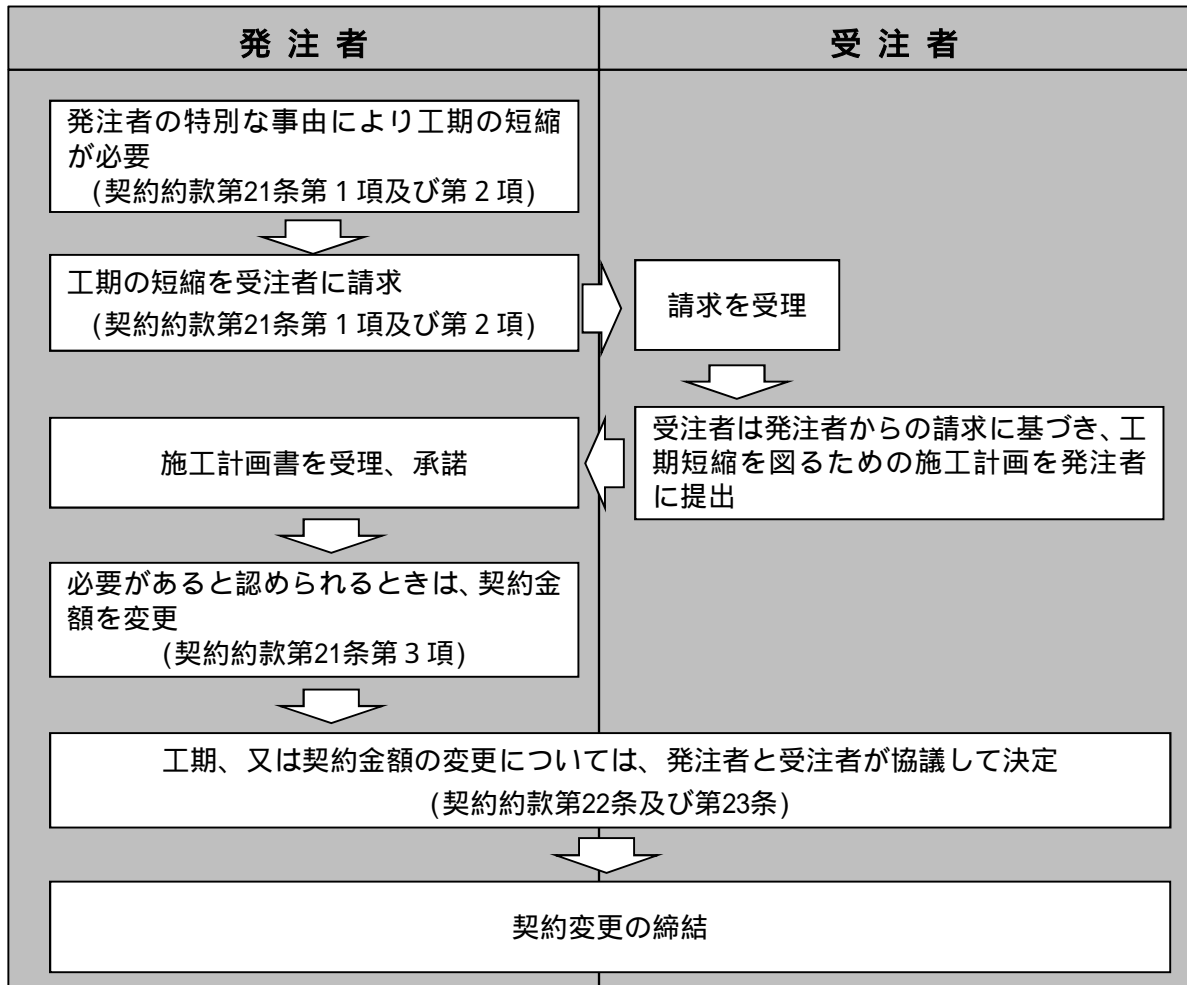 発 注 者
受 注 者
発注者の特別な事由により工期の短縮
が必要
(契約約款第21条第１項及び第２項)
工期の短縮を受注者に請求
(契約約款第21条第１項及び第２項)
請求を受理
受注者は発注者からの請求に基づき、工
期短縮を図るための施工計画を発注者
に提出
施工計画書を受理、承諾
必要があると認められるときは、契約金
額を変更
(契約約款第21条第３項)
工期、又は契約金額の変更については、発注者と受注者が協議して決定
(契約約款第22条及び第23条)
契約変更の締結